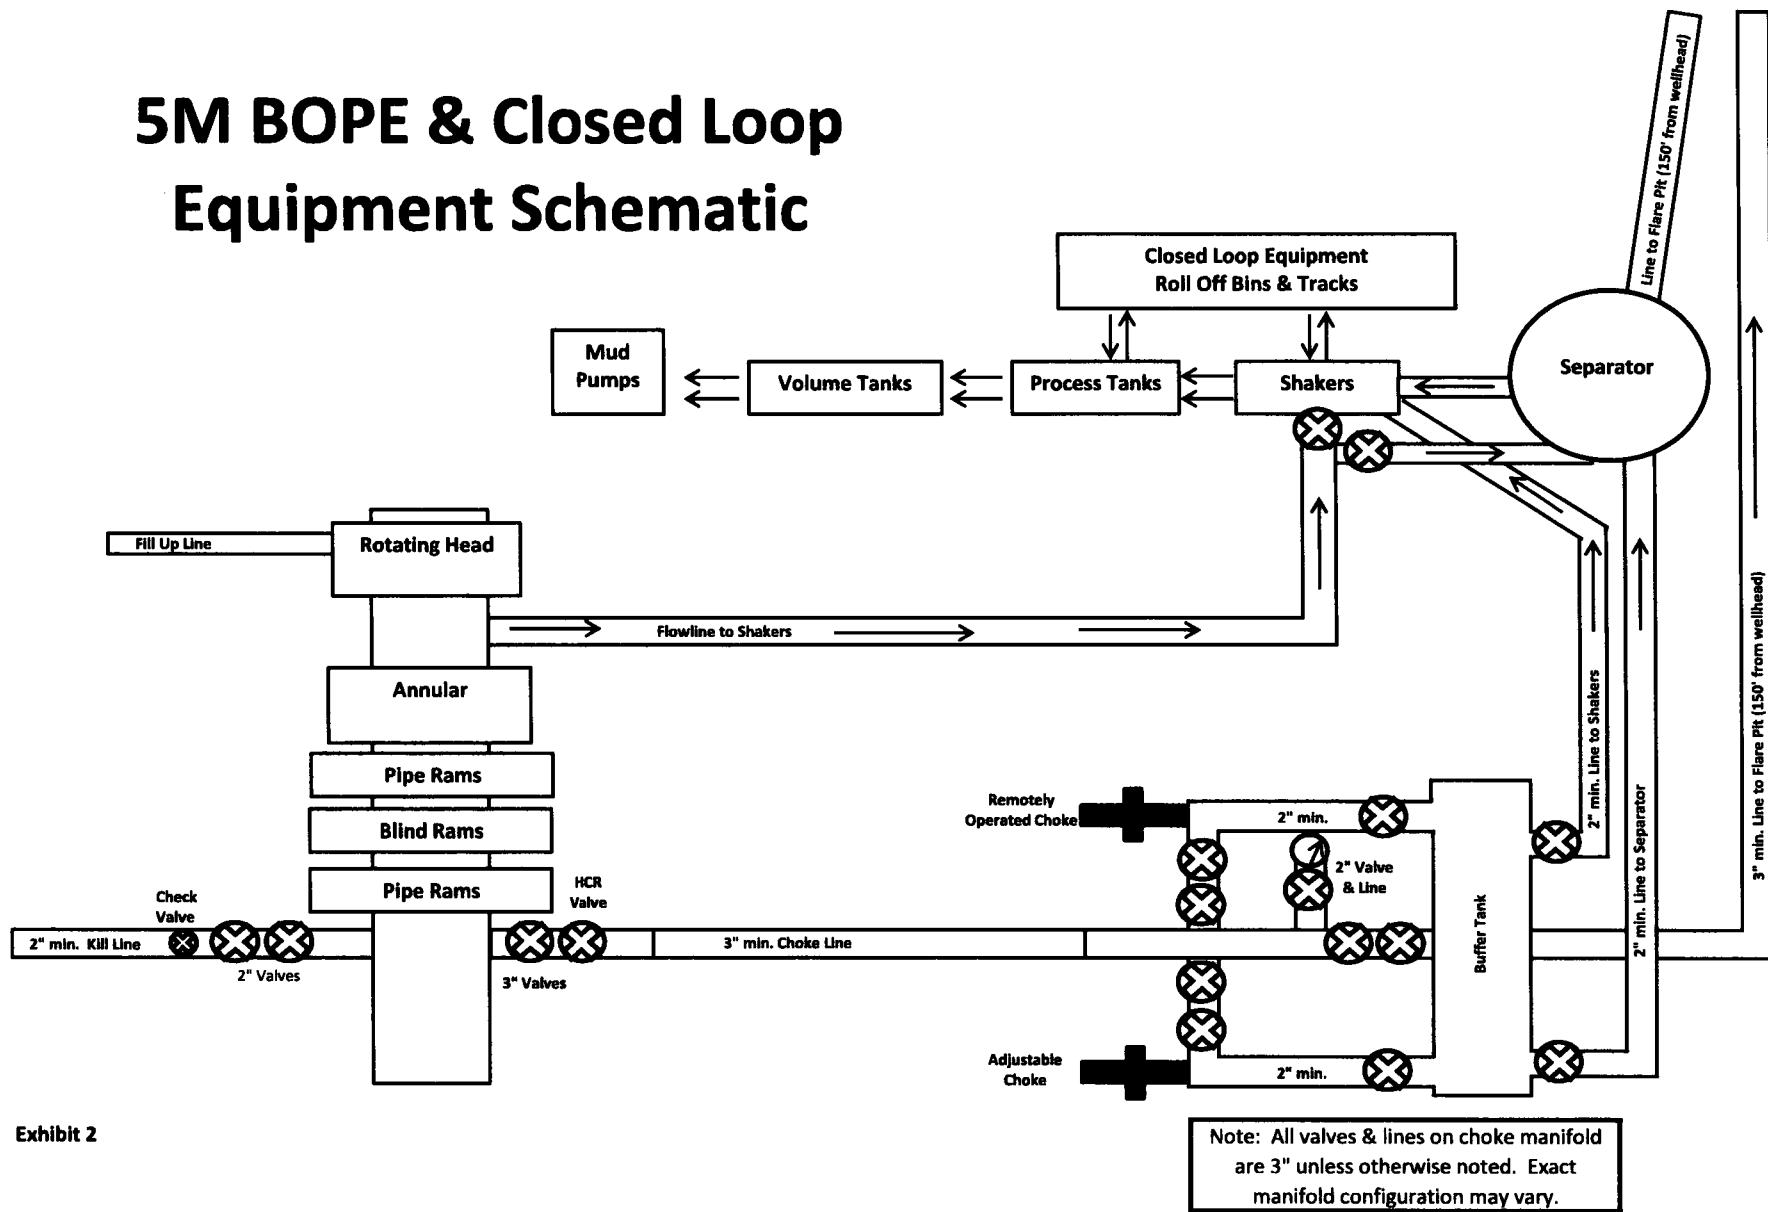 5M BOPE & Closed Loop
Equipment Schematic
Line to Flare Pit (150' from wellhead)
Closed Loop Equipment
Roll Off Bins & Tracks
Mud
Pumps
Volume Tanks
Process Tanks
Shakers
Separator
Fill Up Line
Rotating Head
Flowline to Shakers
Annular
Pipe Rams
Blind Rams
Pipe Rams
Check
Valve
HCR
Valve
2" min. Kill Line
2" Valves
3" Valves
3" min. Choke Line
Remotely
Operated Choke
2" min.
2" Valve
& Line
Buffer Tank
2" min. Line to Shakers
2" min. Line to Separator
3" min. Line to Flare Pit (150' from wellhead)
Adjustable
Choke
2" min.
Exhibit 2
Note: All valves & lines on choke manifold
are 3" unless otherwise noted. Exact
manifold configuration may vary.